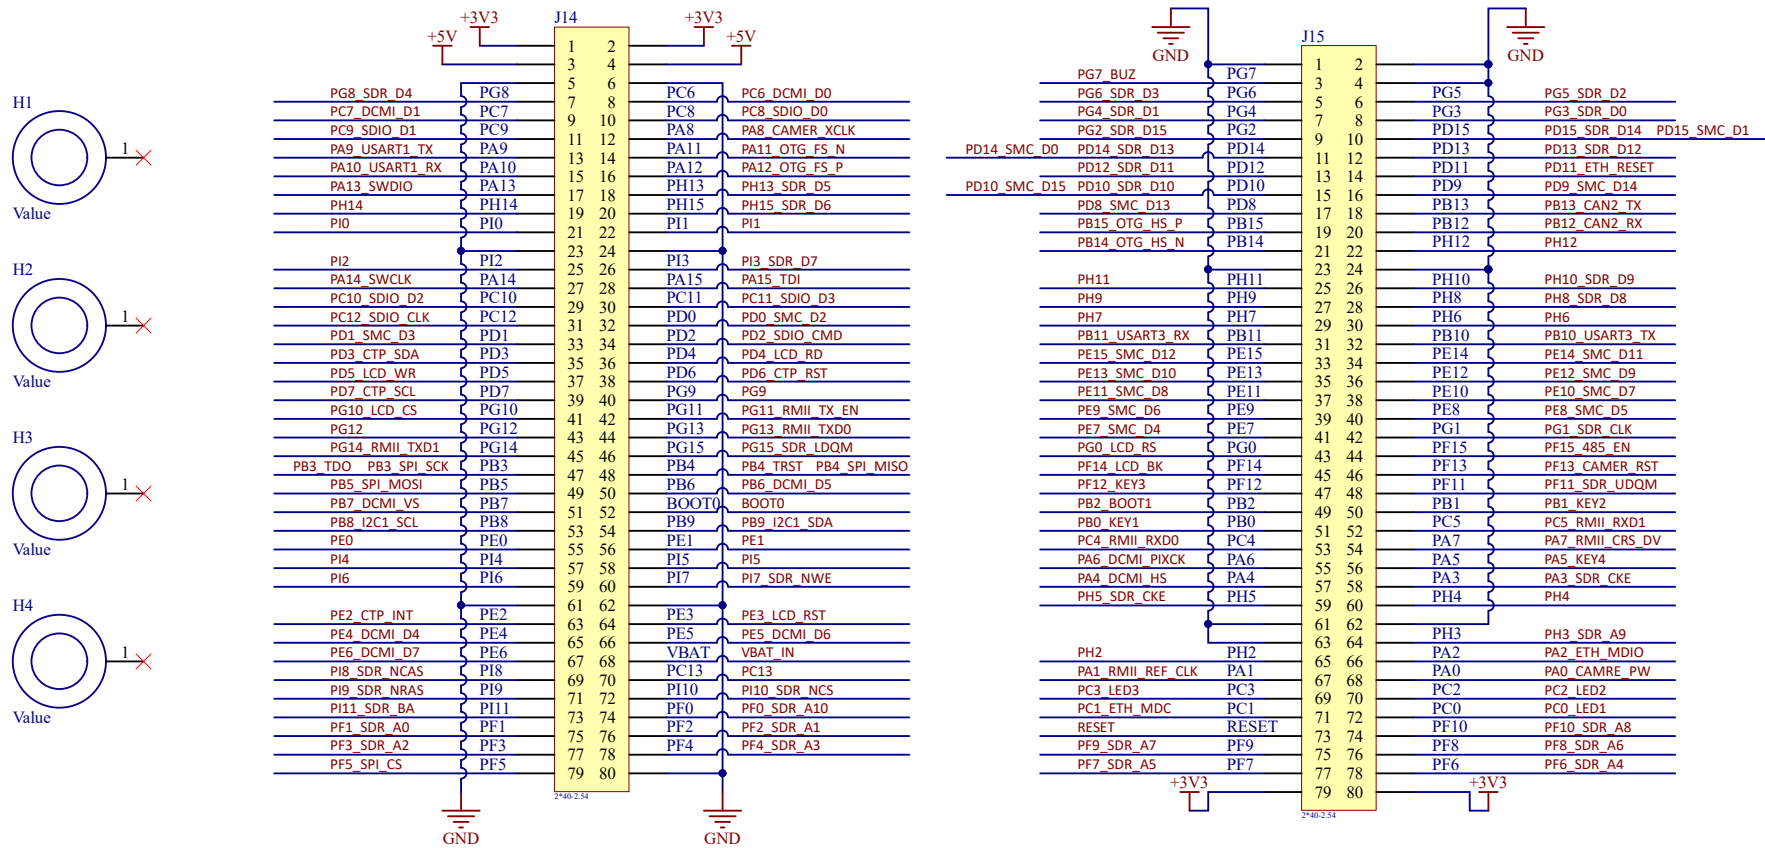 H1
1
Value
H2
1
Value
H3
1
Value
H4
1
Value
J14
+3V3 +3V3
+5V +5V
1 2
3 4
5 6
PG8_SDR_D4 PG8 7 8 PC6 PC6_DCMI_D0
PC7_DCMI_D1 PC7 9 10 PC8 PC8_SDIO_D0
PC9_SDIO_D1 PC9 11 12 PA8 PA8_CAMER_XCLK
PA9_USART1_TX PA9 13 14 PA11 PA11_OTG_FS_N
PA10_USART1_RX PA10 15 16 PA12 PA12_OTG_FS_P
PA13_SWDIO PA13 17 18 PH13 PH13_SDR_D5
PH14 PH14 19 20 PH15 PH15_SDR_D6
PI0 PI0 21 22 PI1 PI1
23 24
PI2 PI2 25 26 PI3 PI3_SDR_D7
PA14_SWCLK PA14 27 28 PA15 PA15_TDI
PC10_SDIO_D2 PC10 29 30 PC11 PC11_SDIO_D3
PC12_SDIO_CLK PC12 31 32 PD0 PD0_SMC_D2
PD1_SMC_D3 PD1 33 34 PD2 PD2_SDIO_CMD
PD3_CTP_SDA PD3 35 36 PD4 PD4_LCD_RD
PD5_LCD_WR PD5 37 38 PD6 PD6_CTP_RST
PD7_CTP_SCL PD7 39 40 PG9 PG9
PG10_LCD_CS PG10 41 42 PG11 PG11_RMII_TX_EN
PG12 PG12 43 44 PG13 PG13_RMII_TXD0
PG14_RMII_TXD1 PG14 45 46 PG15 PG15_SDR_LDQM
PB3_TDO PB3_SPI_SCK PB3 47 48 PB4 PB4_TRST PB4_SPI_MISO
PB5_SPI_MOSI PB5 49 50 PB6 PB6_DCMI_D5
PB7_DCMI_VS PB7 51 52 BOOT0 BOOT0
PB8_I2C1_SCL PB8 53 54 PB9 PB9_I2C1_SDA
PE0 PE0 55 56 PE1 PE1
PI4 PI4 57 58 PI5 PI5
PI6 PI6 59 60 PI7 PI7_SDR_NWE
61 62
PE2_CTP_INT PE2 63 64 PE3 PE3_LCD_RST
PE4_DCMI_D4 PE4 65 66 PE5 PE5_DCMI_D6
PE6_DCMI_D7 PE6 67 68 VBAT VBAT_IN
PI8_SDR_NCAS PI8 69 70 PC13 PC13
PI9_SDR_NRAS PI9 71 72 PI10 PI10_SDR_NCS
PI11_SDR_BA PI11 73 74 PF0 PF0_SDR_A10
PF1_SDR_A0 PF1 75 76 PF2 PF2_SDR_A1
PF3_SDR_A2 PF3 77 78 PF4 PF4_SDR_A3
PF5_SPI_CS PF5 79 80
2*40-2.54
GND GND
GND GND
J15
1 2
PG7_BUZ PG7 3 4
PG6_SDR_D3 PG6 5 6 PG5 PG5_SDR_D2
PG4_SDR_D1 PG4 7 8 PG3 PG3_SDR_D0
PG2_SDR_D15 PG2 9 10 PD15 PD15_SDR_D14 PD15_SMC_D1
PD14_SMC_D0 PD14_SDR_D13 PD14 11 12 PD13 PD13_SDR_D12
PD12_SDR_D11 PD12 13 14 PD11 PD11_ETH_RESET
PD10_SMC_D15 PD10_SDR_D10 PD10 15 16 PD9 PD9_SMC_D14
PD8_SMC_D13 PD8 17 18 PB13 PB13_CAN2_TX
PB15_OTG_HS_P PB15 19 20 PB12 PB12_CAN2_RX
PB14_OTG_HS_N PB14 21 22 PH12 PH12
23 24
PH11 PH11 25 26 PH10 PH10_SDR_D9
PH9 PH9 27 28 PH8 PH8_SDR_D8
PH7 PH7 29 30 PH6 PH6
PB11_USART3_RX PB11 31 32 PB10 PB10_USART3_TX
PE15_SMC_D12 PE15 33 34 PE14 PE14_SMC_D11
PE13_SMC_D10 PE13 35 36 PE12 PE12_SMC_D9
PE11_SMC_D8 PE11 37 38 PE10 PE10_SMC_D7
PE9_SMC_D6 PE9 39 40 PE8 PE8_SMC_D5
PE7_SMC_D4 PE7 41 42 PG1 PG1_SDR_CLK
PG0_LCD_RS PG0 43 44 PF15 PF15_485_EN
PF14_LCD_BK PF14 45 46 PF13 PF13_CAMER_RST
PF12_KEY3 PF12 47 48 PF11 PF11_SDR_UDQM
PB2_BOOT1 PB2 49 50 PB1 PB1_KEY2
PB0_KEY1 PB0 51 52 PC5 PC5_RMII_RXD1
PC4_RMII_RXD0 PC4 53 54 PA7 PA7_RMII_CRS_DV
PA6_DCMI_PIXCK PA6 55 56 PA5 PA5_KEY4
PA4_DCMI_HS PA4 57 58 PA3 PA3_SDR_CKE
PH5_SDR_CKE PH5 59 60 PH4 PH4
61 62
63 64 PH3 PH3_SDR_A9
PH2 PH2 65 66 PA2 PA2_ETH_MDIO
PA1_RMII_REF_CLK PA1 67 68 PA0 PA0_CAMRE_PW
PC3_LED3 PC3 69 70 PC2 PC2_LED2
PC1_ETH_MDC PC1 71 72 PC0 PC0_LED1
RESET RESET 73 74 PF10 PF10_SDR_A8
PF9_SDR_A7 PF9 75 76 PF8 PF8_SDR_A6
PF7_SDR_A5 PF7 77 78 PF6 PF6_SDR_A4
+3V3 79 80 +3V3
2*40-2.54